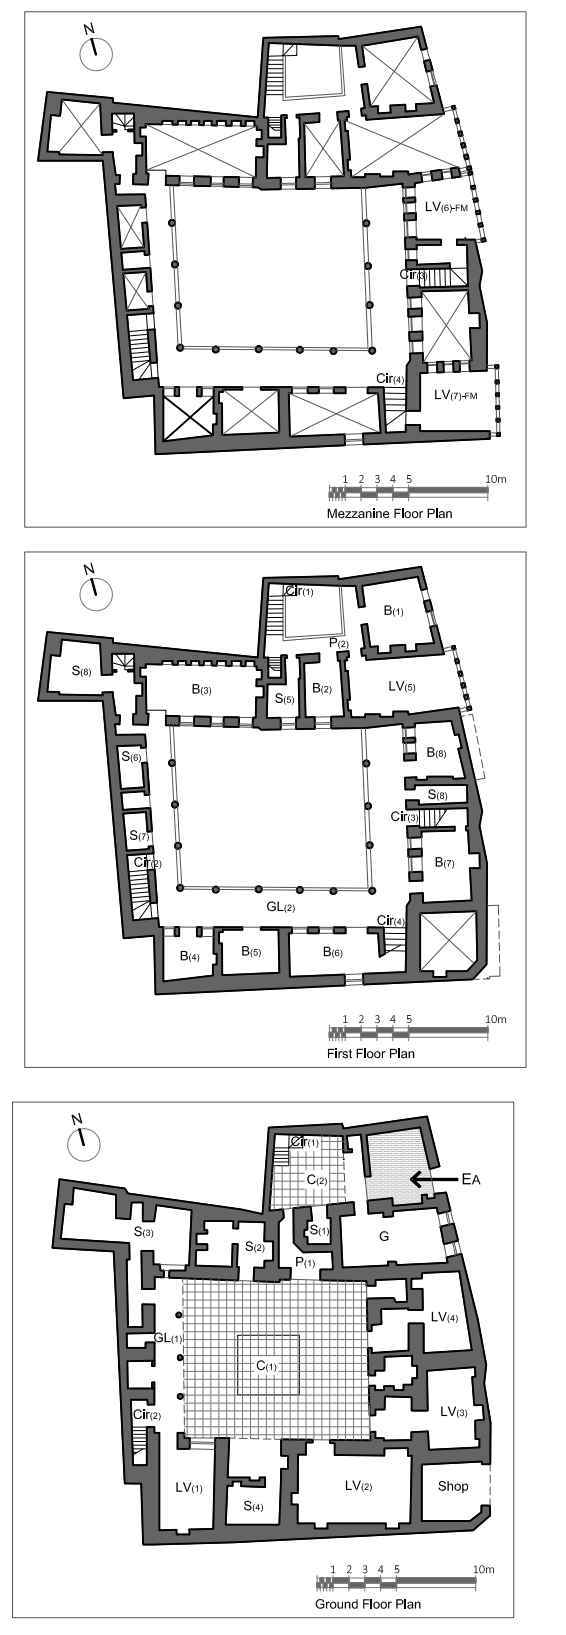 N
LV(6)-FM
Cir(3)
Cir(4)
LV(7)-FM
1 2 3 4 5 10m
Mezzanine Floor Plan
N
Cir(1)
B(1)
P(2)
S(8)
B(3)
S(5)
B(2)
LV(5)
S(6)
B(8)
S(8)
Cir(3)
S(7)
Cir(2)
B(7)
GL(2)
Cir(4)
B(4)
B(5)
B(6)
1 2 3 4 5 10m
First Floor Plan
N
Cir(1)
C(2)
EA
S(3)
S(1)
G
S(2)
P(1)
LV(4)
GL(1)
C(1)
Cir(2)
LV(3)
LV(1)
LV(2)
Shop
S(4)
1 2 3 4 5 10m
Ground Floor Plan